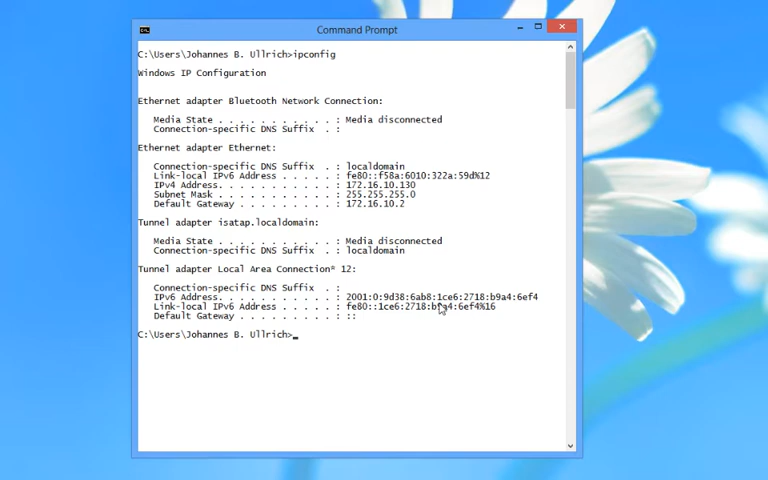 Command Prompt
C:\Users\Johannes B. Ullrich>ipconfig
Windows IP Configuration
Ethernet adapter Bluetooth Network Connection:
Media State . . . . . . . . . . . : Media disconnected
Connection-specific DNS Suffix . :
Ethernet adapter Ethernet:
Connection-specific DNS Suffix . : localdomain
Link-local IPv6 Address . . . . . : fe80::f58a:6010:322a:59d%12
IPv4 Address. . . . . . . . . . . : 172.16.10.130
Subnet Mask . . . . . . . . . . . : 255.255.255.0
Default Gateway . . . . . . . . . : 172.16.10.2
Tunnel adapter isatap.localdomain:
Media State . . . . . . . . . . . : Media disconnected
Connection-specific DNS Suffix . : localdomain
Tunnel adapter Local Area Connection* 12:
Connection-specific DNS Suffix . :
IPv6 Address. . . . . . . . . . . : 2001:0:9d38:6ab8:1ce6:2718:b9a4:6ef4
Link-local IPv6 Address . . . . . : fe80::1ce6:2718:b9a4:6ef4%16
Default Gateway . . . . . . . . . : ::
C:\Users\Johannes B. Ullrich>_